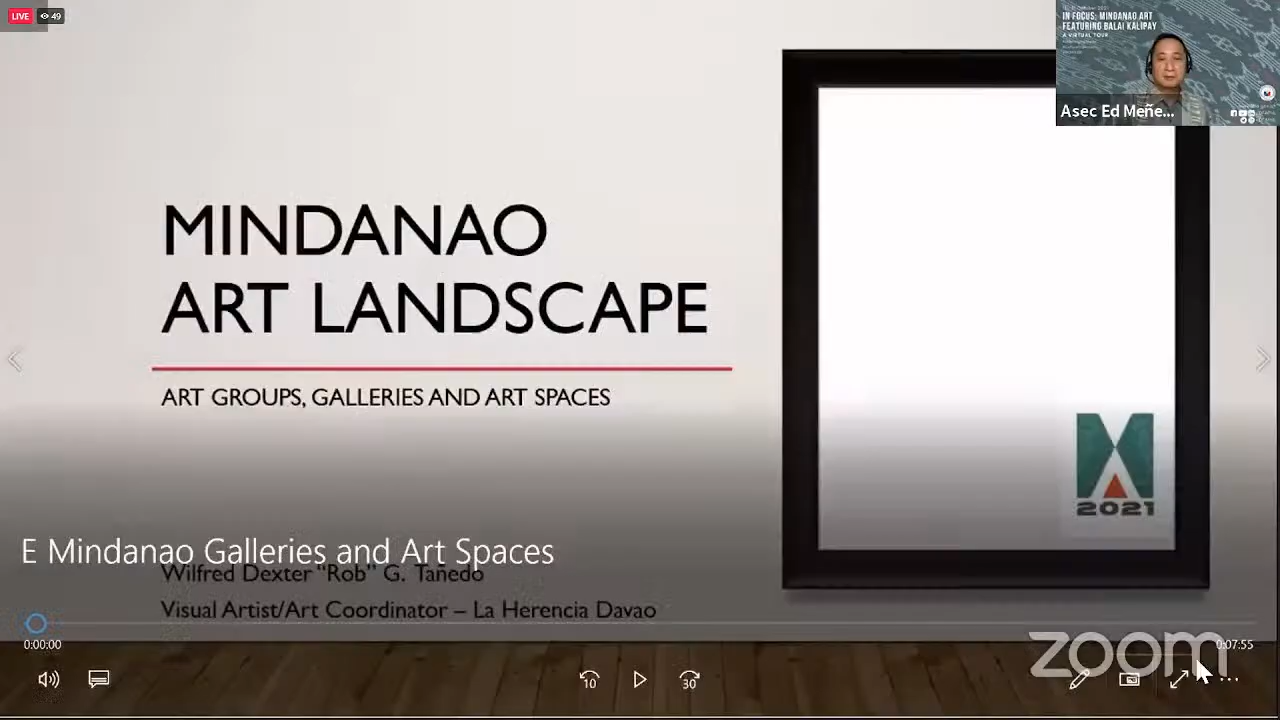 LIVE 49
IN FOCUS: MINDANAO ART
FEATURING BALAI KALIPAY
A VIRTUAL TOUR
Asec Ed Meñe...
MINDANAO
ART LANDSCAPE
ART GROUPS, GALLERIES AND ART SPACES
2021
E Mindanao Galleries and Art Spaces
Wilfred Dexter "Rob" G. Tañedo
Visual Artist/Art Coordinator – La Herencia Davao
0:00:00
0:07:55
zoom
10
30